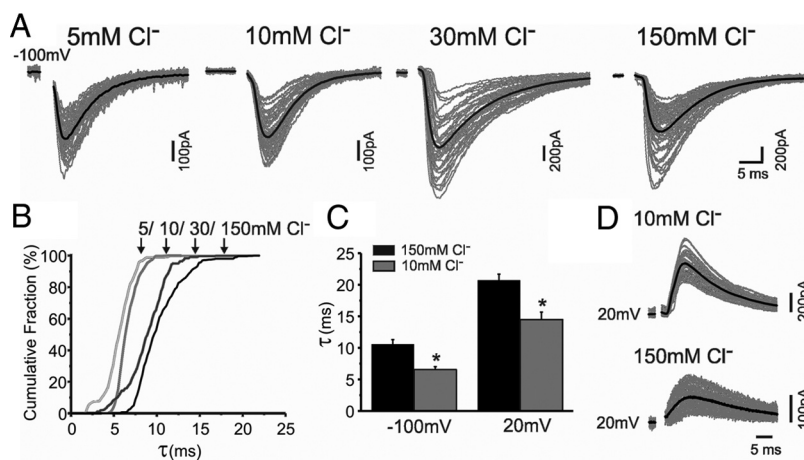 A
5mM Cl⁻ 10mM Cl⁻ 30mM Cl⁻ 150mM Cl⁻
-100mV
100pA 100pA 200pA 200pA
5 ms
B
5/ 10/ 30/ 150mM Cl⁻
Cumulative Fraction (%)
100
80
60
40
20
0
0 5 10 15 20 25
τ(ms)
C
150mM Cl⁻
10mM Cl⁻
τ (ms)
25
20
15
10
5
0
* *
-100mV 20mV
D
10mM Cl⁻
20mV
200pA
150mM Cl⁻
20mV
100pA
5 ms